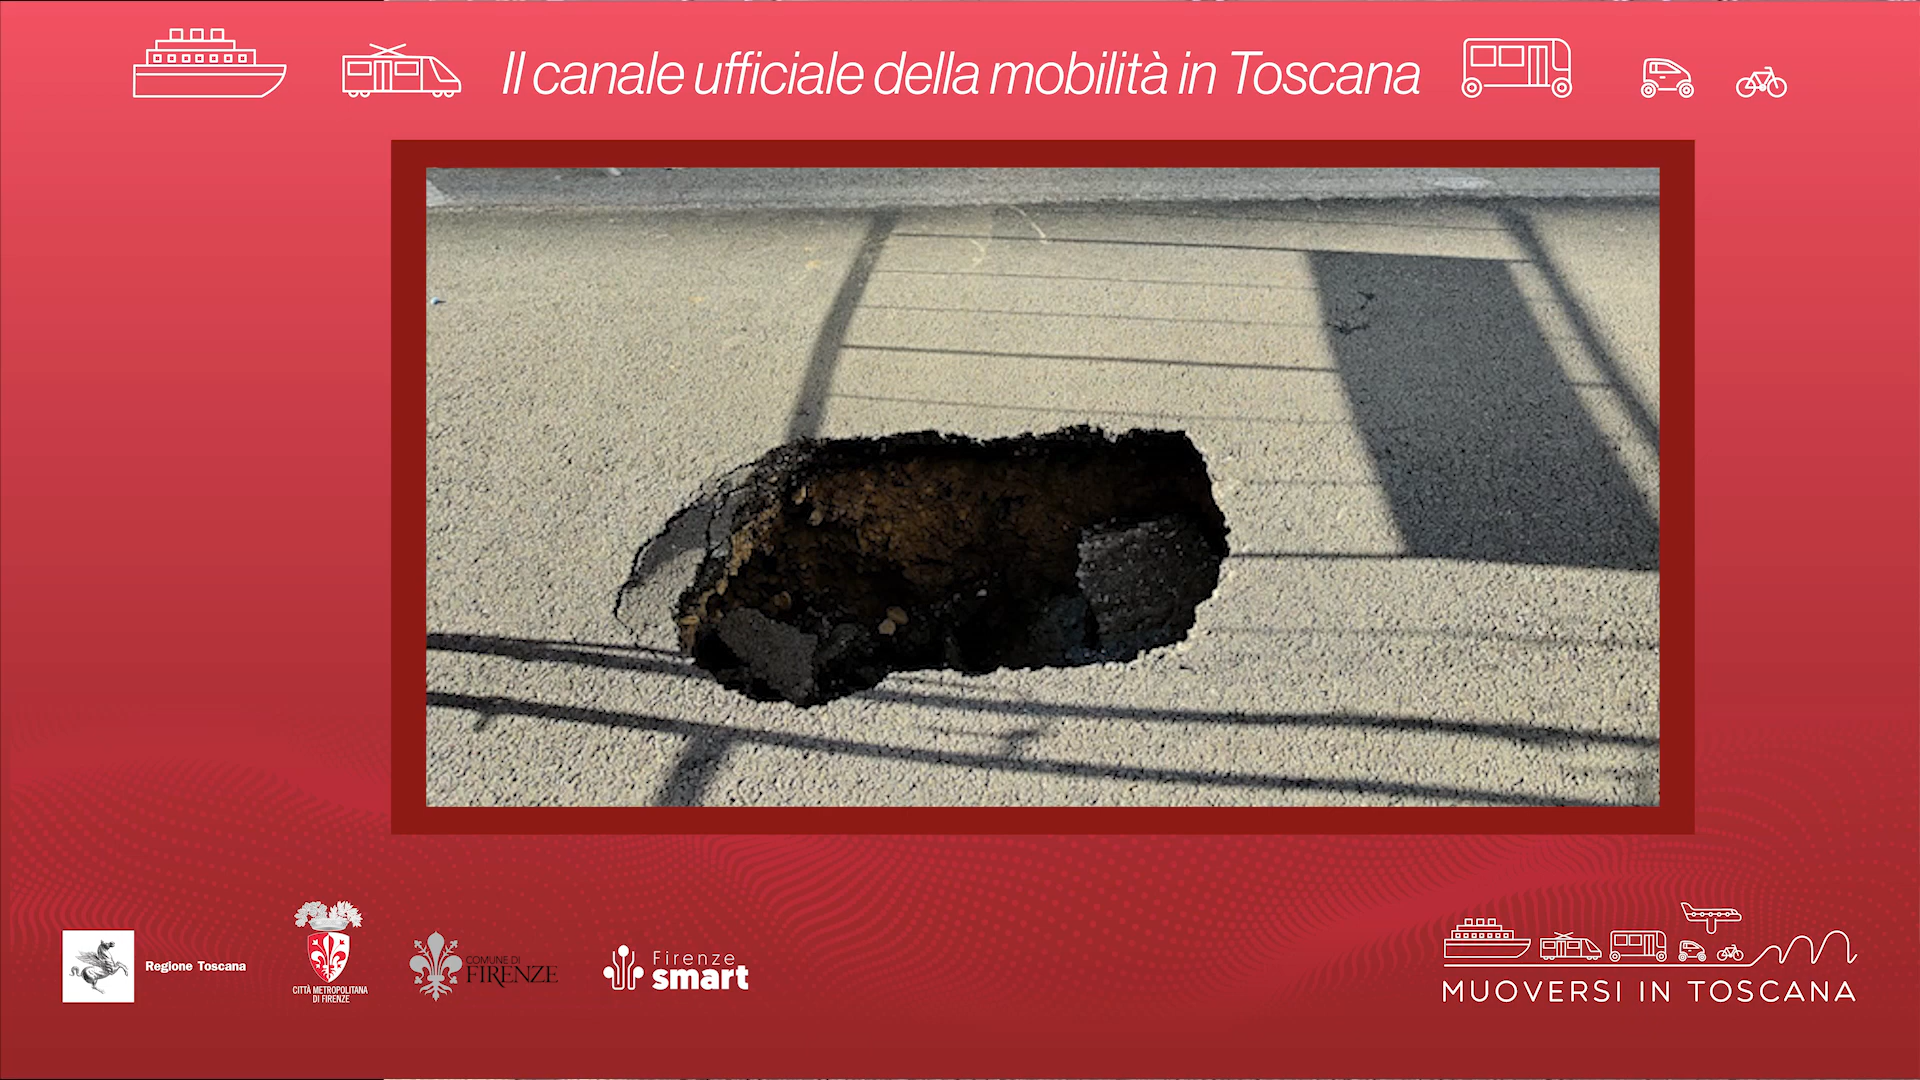 Il canale ufficiale della mobilità in Toscana
Regione Toscana
CITTÀ METROPOLITANA
DI FIRENZE
COMUNE DI
FIRENZE
Firenze
smart
MUOVERSI IN TOSCANA